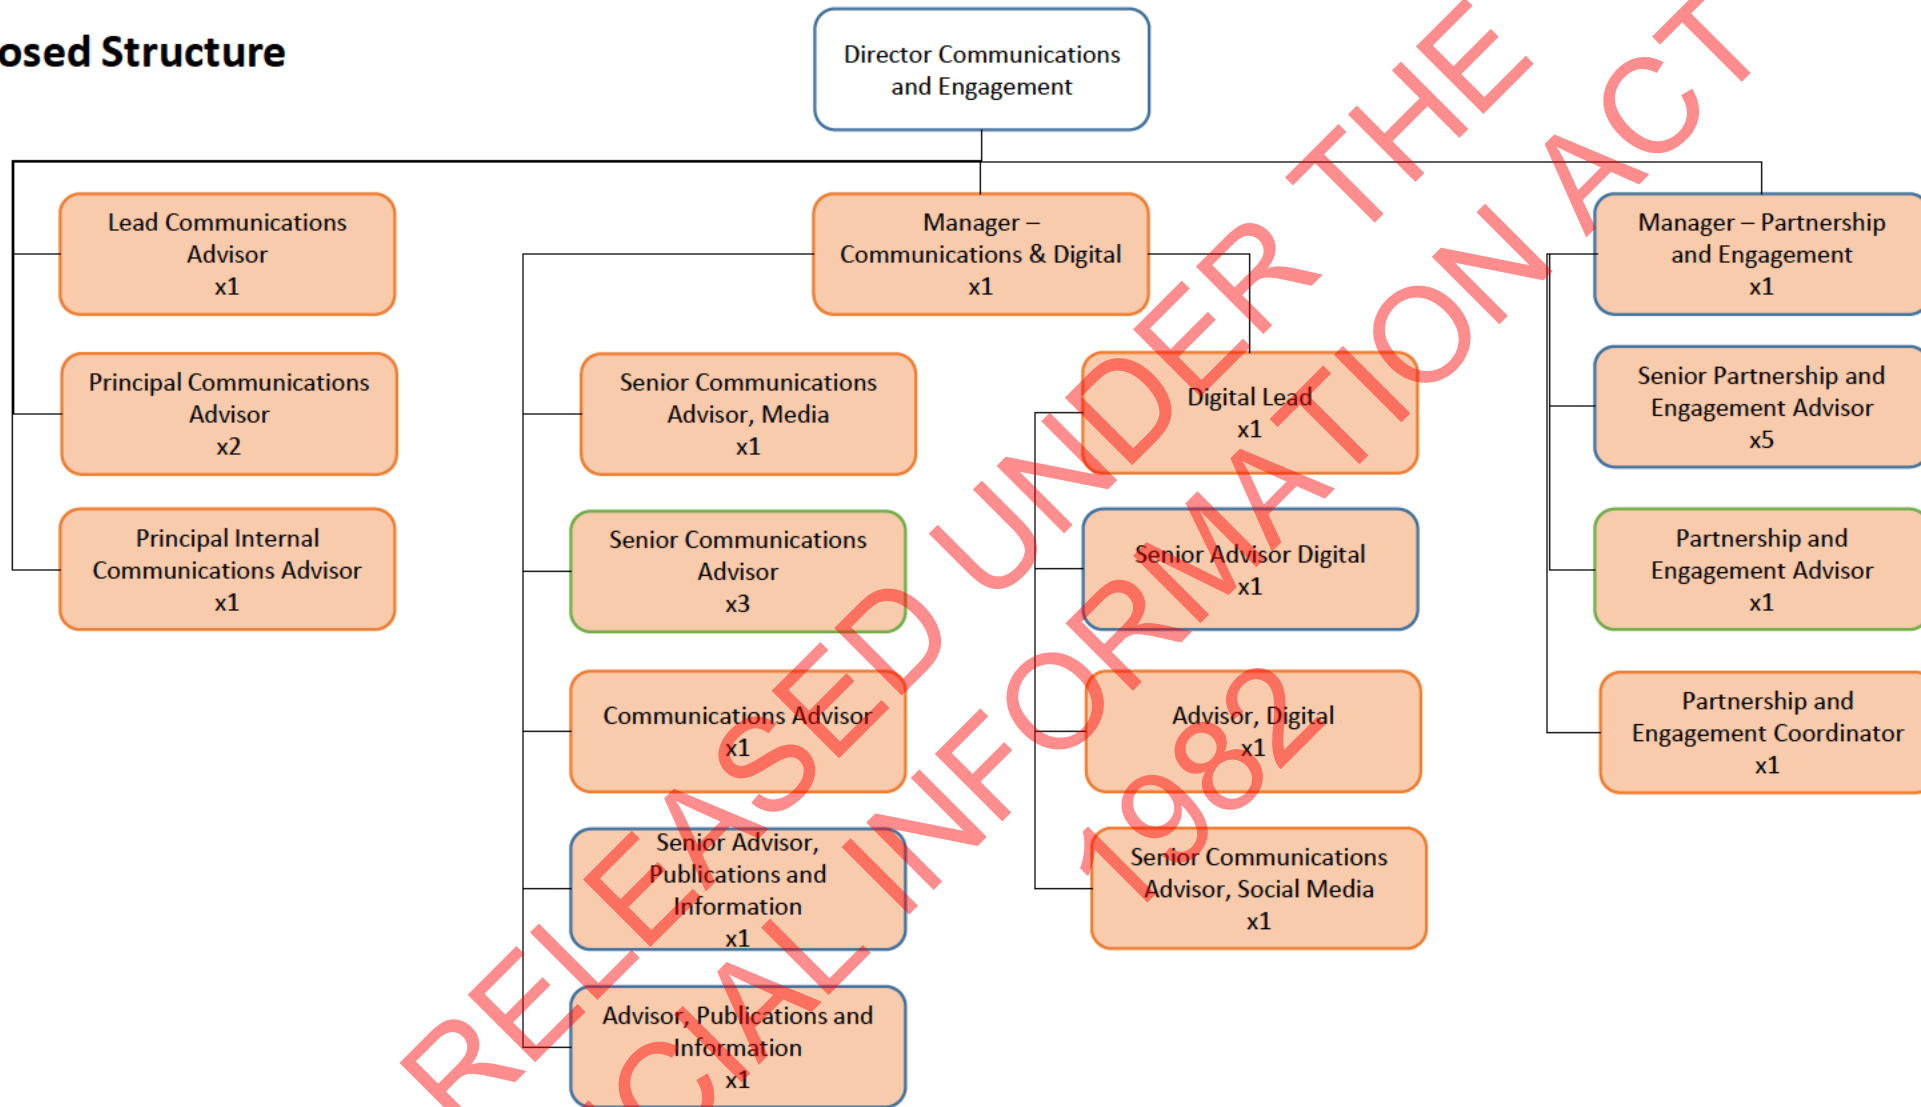 osed Structure
Director Communications
and Engagement
Lead Communications
Advisor
x1
Manager –
Communications & Digital
x1
Manager – Partnership
and Engagement
x1
Principal Communications
Advisor
x2
Senior Communications
Advisor, Media
x1
Digital Lead
x1
Senior Partnership and
Engagement Advisor
x5
Principal Internal
Communications Advisor
x1
Senior Communications
Advisor
x3
Senior Advisor Digital
x1
Partnership and
Engagement Advisor
x1
Communications Advisor
x1
Advisor, Digital
x1
Partnership and
Engagement Coordinator
x1
Senior Advisor,
Publications and
Information
x1
Senior Communications
Advisor, Social Media
x1
Advisor, Publications and
Information
x1
RELEASED UNDER THE
CIAL INFORMATION ACT
1982